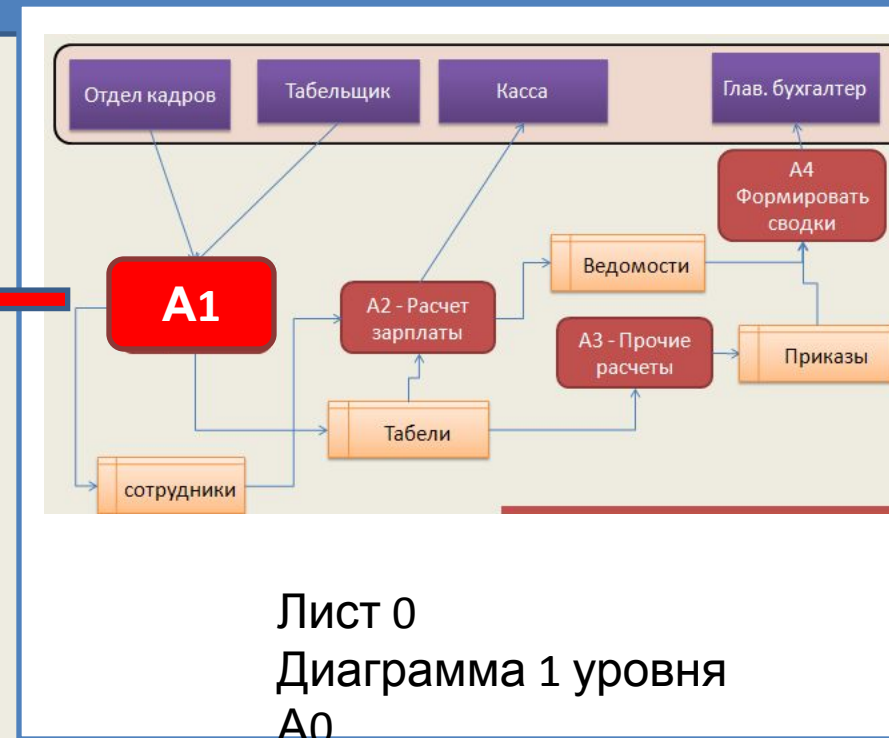 Отдел кадров
Табельщик
Касса
Глав. бухгалтер
А4
Формировать
сводки
Ведомости
А1
А2 - Расчет
зарплаты
А3 - Прочие
расчеты
Приказы
Табели
сотрудники
Лист 0
Диаграмма 1 уровня
А0